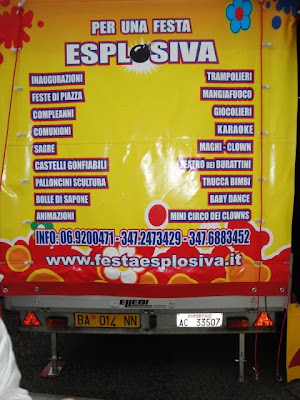 PER UNA FESTA
ESPLOSIVA
INAUGURAZIONI
FESTE DI PIAZZA
COMPLEANNI
COMUNIONI
SAGRE
CASTELLI GONFIABILI
PALLONCINI SCULTURA
BOLLE DI SAPONE
ANIMAZIONI
TRAMPOLIERI
MANGIAFUOCO
GIOCOLIERI
KARAOKE
MAGHI - CLOWN
TEATRO DEI BURATTINI
TRUCCA BIMBI
BABY DANCE
MINI CIRCO DEI CLOWNS
INFO: 06.9200471 - 347.2473429 - 347.6883452
www.festaesplosiva.it
ELLEBI
BA 014 NN
RIMORCHIO
AC 33507